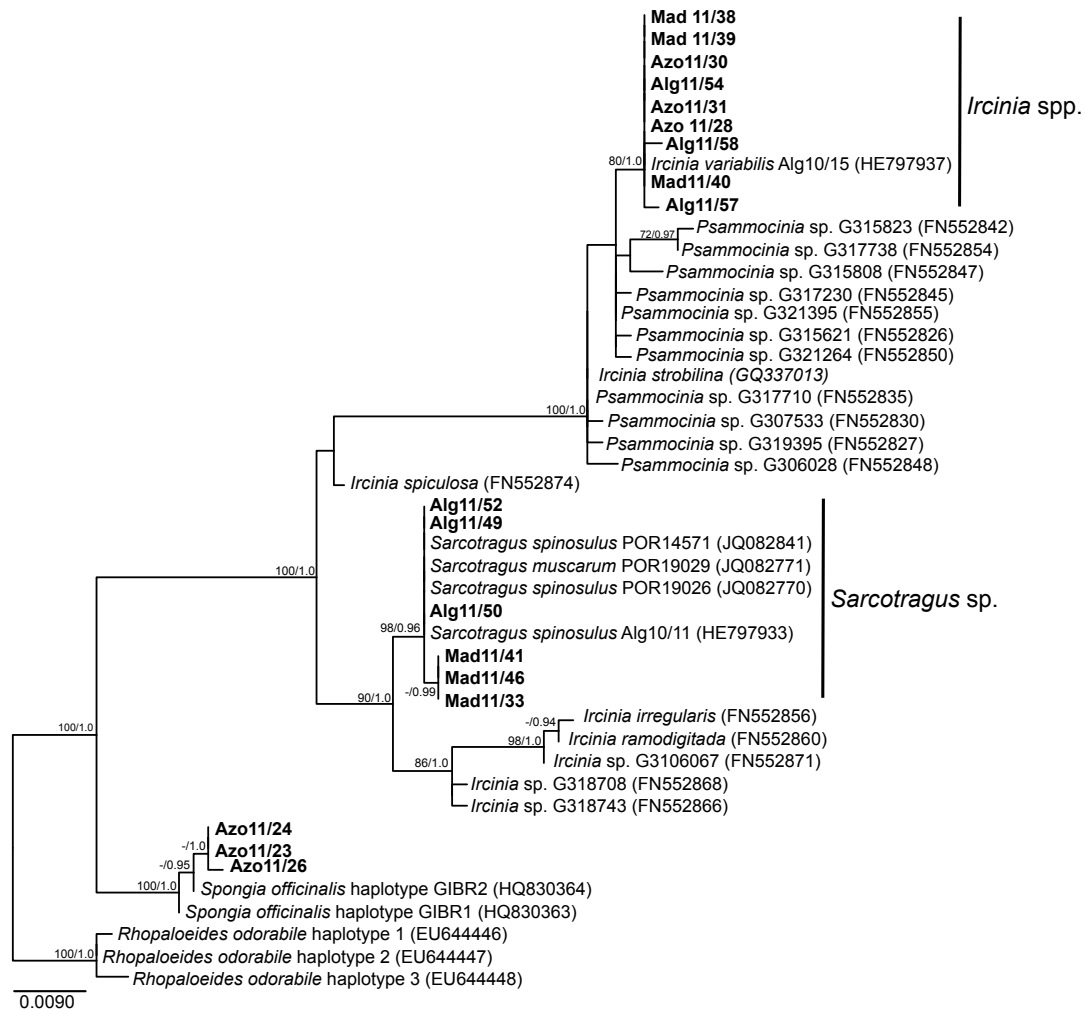 Mad 11/38
Mad 11/39
Azo11/30
Alg11/54
Azo11/31
Azo 11/28
Alg11/58
Ircinia variabilis Alg10/15 (HE797937)
Mad11/40
Alg11/57
Ircinia spp.
80/1.0
Psammocinia sp. G315823 (FN552842)
72/0.97
Psammocinia sp. G317738 (FN552854)
Psammocinia sp. G315808 (FN552847)
Psammocinia sp. G317230 (FN552845)
Psammocinia sp. G321395 (FN552855)
Psammocinia sp. G315621 (FN552826)
Psammocinia sp. G321264 (FN552850)
Ircinia strobilina (GQ337013)
Psammocinia sp. G317710 (FN552835)
100/1.0
Psammocinia sp. G307533 (FN552830)
Psammocinia sp. G319395 (FN552827)
Psammocinia sp. G306028 (FN552848)
Ircinia spiculosa (FN552874)
Alg11/52
Alg11/49
Sarcotragus spinosulus POR14571 (JQ082841)
Sarcotragus muscarum POR19029 (JQ082771)
Sarcotragus spinosulus POR19026 (JQ082770)
Alg11/50
Sarcotragus spinosulus Alg10/11 (HE797933)
Mad11/41
Mad11/46
Mad11/33
Sarcotragus sp.
100/1.0
98/0.96
-/0.99
90/1.0
Ircinia irregularis (FN552856)
-/0.94
Ircinia ramodigitada (FN552860)
98/1.0
Ircinia sp. G3106067 (FN552871)
86/1.0
Ircinia sp. G318708 (FN552868)
Ircinia sp. G318743 (FN552866)
100/1.0
Azo11/24
-/1.0
Azo11/23
-/0.95
Azo11/26
100/1.0
Spongia officinalis haplotype GIBR2 (HQ830364)
Spongia officinalis haplotype GIBR1 (HQ830363)
Rhopaloeides odorabile haplotype 1 (EU644446)
100/1.0
Rhopaloeides odorabile haplotype 2 (EU644447)
Rhopaloeides odorabile haplotype 3 (EU644448)
0.0090